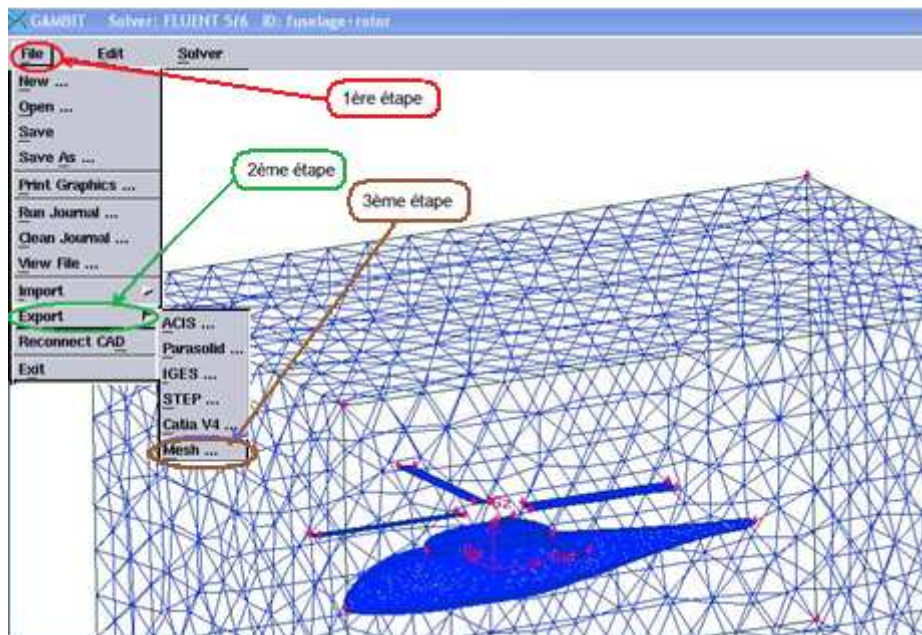 GAMBIT Solver: FLUENT 5/6 ID: fuselage+rotor
File Edit Solver
1ère étape
2ème étape
3ème étape
New ...
Open ...
Save
Save As ...
Print Graphics ...
Run Journal ...
Clean Journal ...
View File ...
Import
Export
Reconnect CAD
Exit
ACIS ...
Parasolid ...
IGES ...
STEP ...
Catia V4 ...
Mesh ...